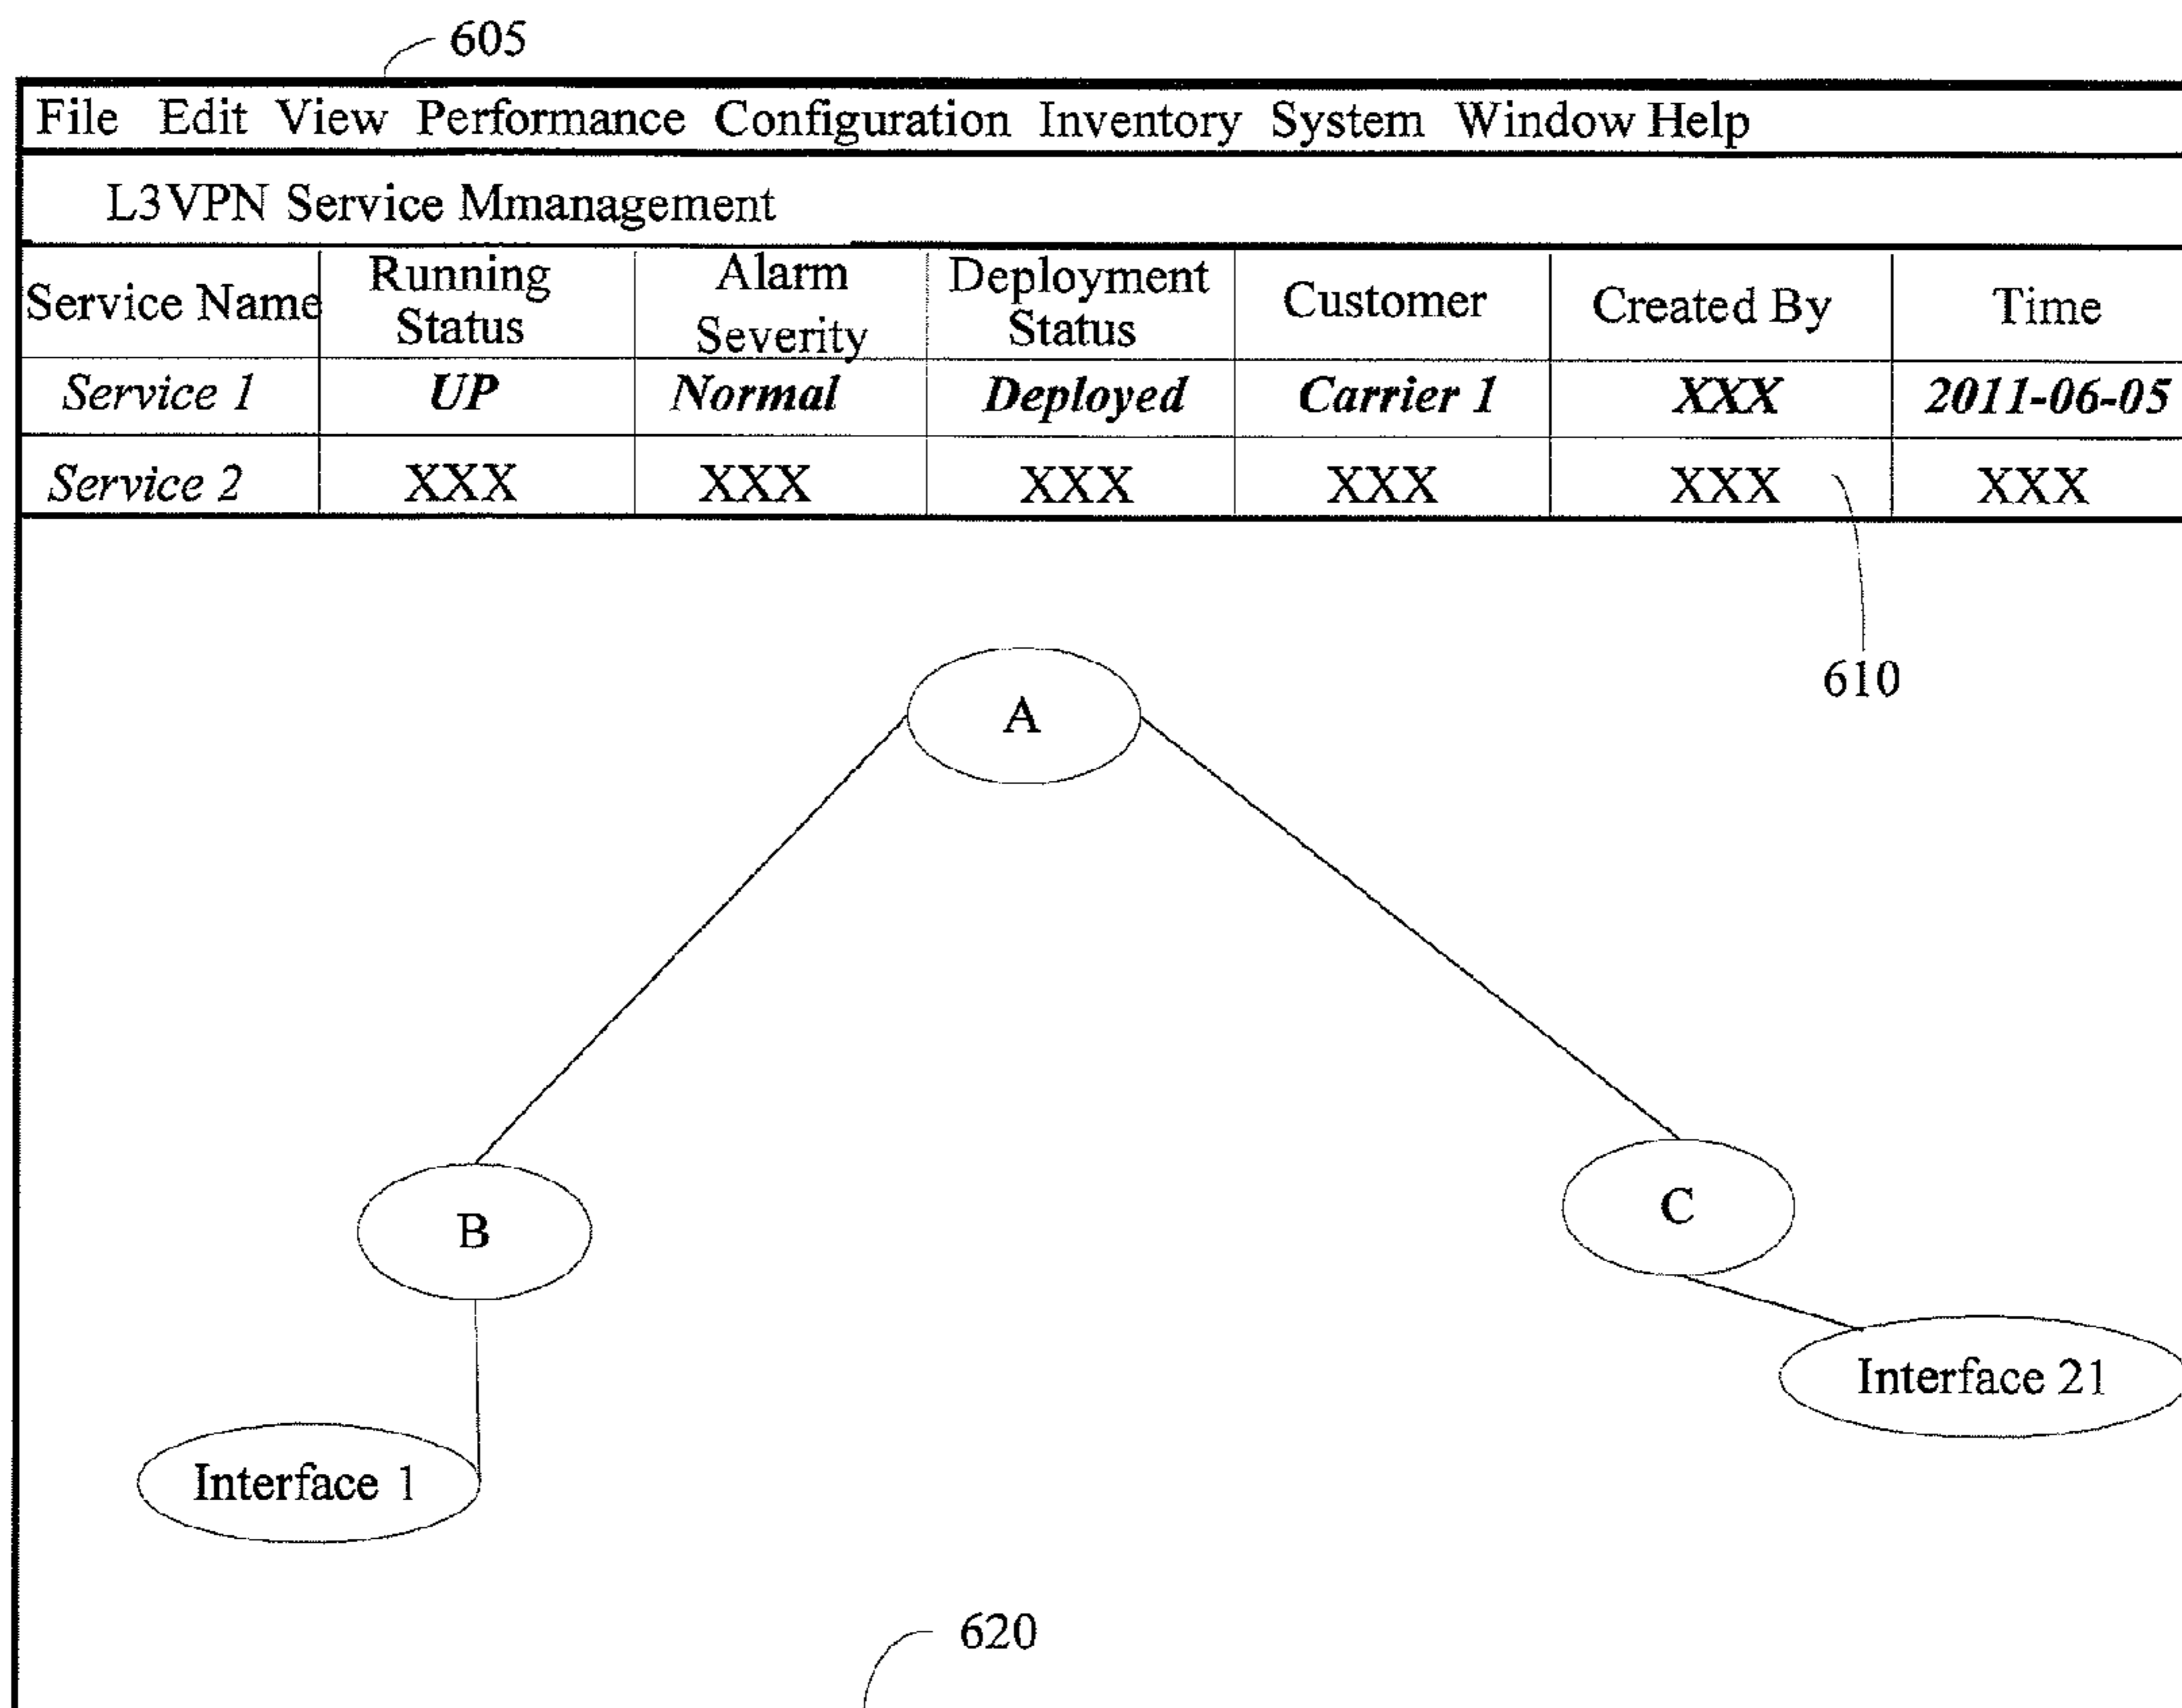 605
File Edit View Performance Configuration Inventory System Window Help
L3VPN Service Mmanagement
Service Name Running Status Alarm Severity Deployment Status Customer Created By Time
Service 1 UP Normal Deployed Carrier 1 XXX 2011-06-05
Service 2 XXX XXX XXX XXX XXX XXX
610
A
B
C
Interface 21
Interface 1
620